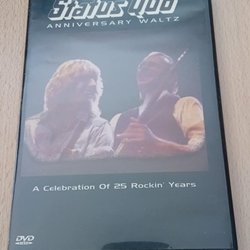 Status Quo
ANNIVERSARY WALTZ
A Celebration Of 25 Rockin' Years
DVD